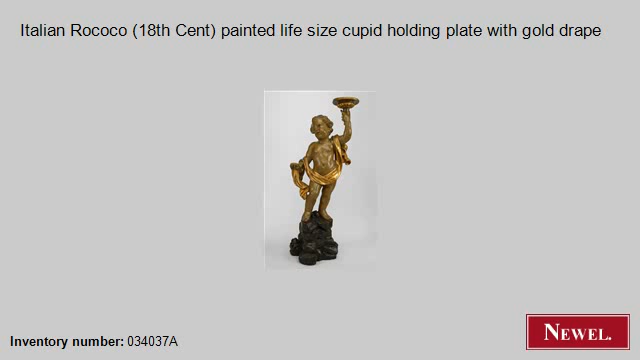 Italian Rococo (18th Cent) painted life size cupid holding plate with gold drape
Inventory number: 034037A
NEWEL.